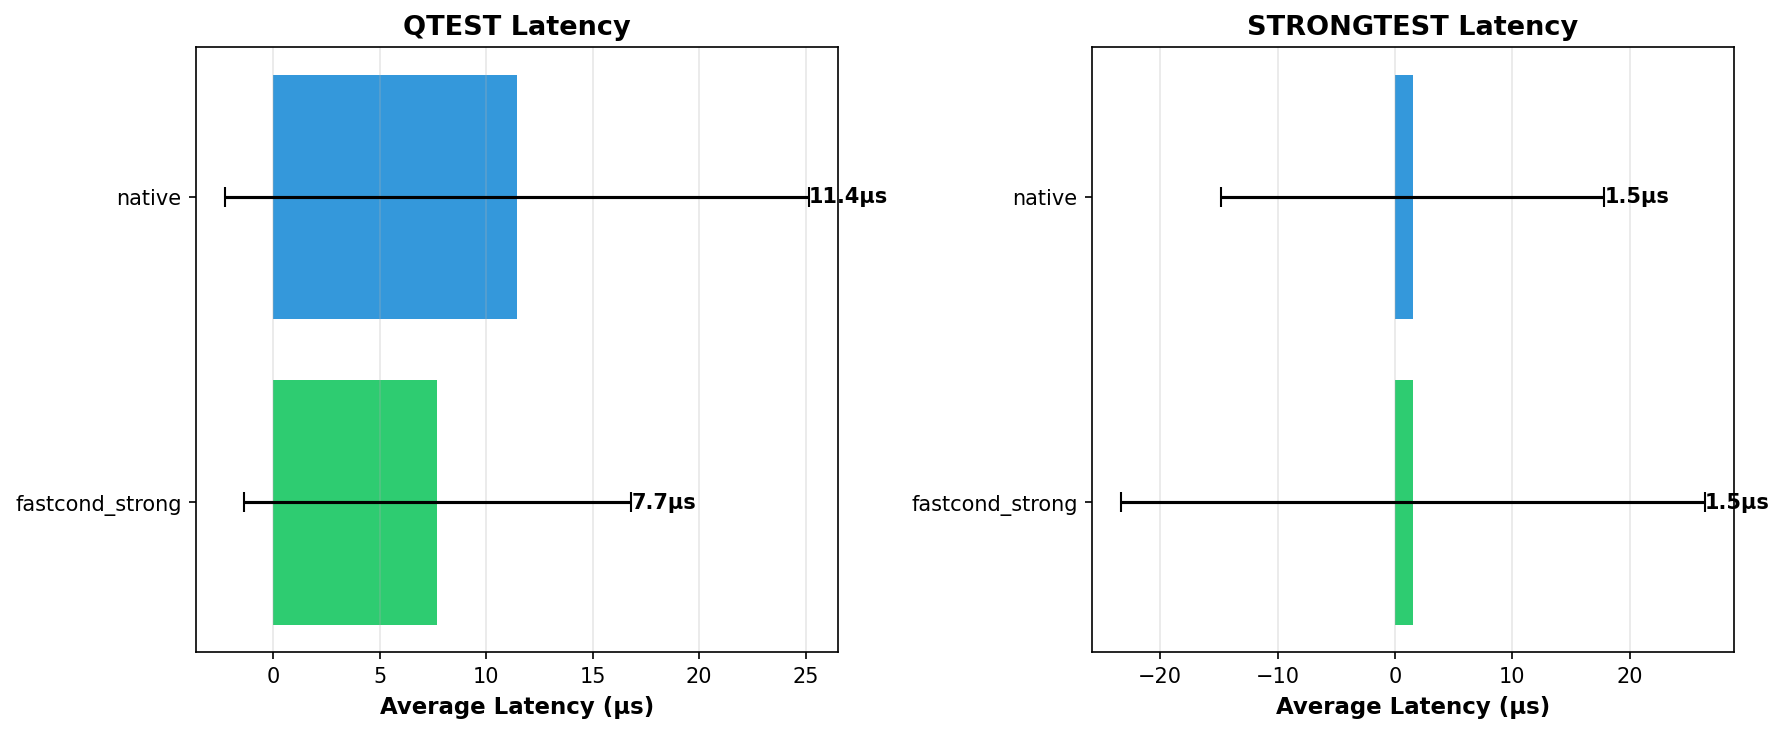 QTEST Latency
native
11.4µs
fastcond_strong
7.7µs
0 5 10 15 20 25
Average Latency (µs)
STRONGTEST Latency
native
1.5µs
fastcond_strong
1.5µs
−20 −10 0 10 20
Average Latency (µs)